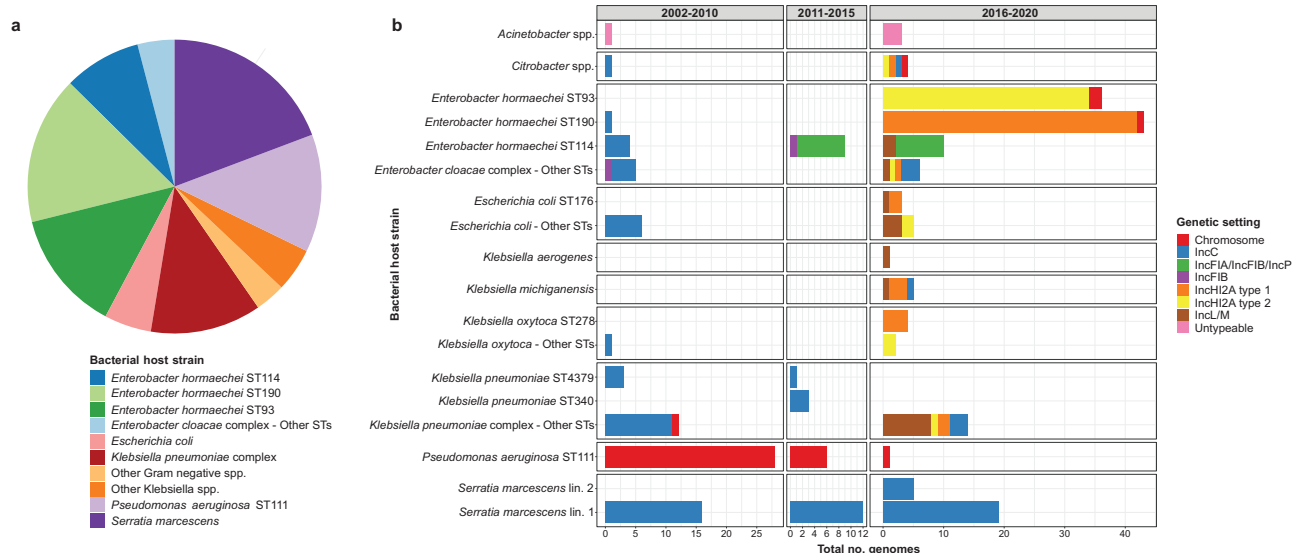 a
Bacterial host strain
Enterobacter hormaechei ST114
Enterobacter hormaechei ST190
Enterobacter hormaechei ST93
Enterobacter cloacae complex - Other STs
Escherichia coli
Klebsiella pneumoniae complex
Other Gram negative spp.
Other Klebsiella spp.
Pseudomonas aeruginosa ST111
Serratia marcescens
b
2002-2010 2011-2015 2016-2020
Bacterial host strain
Acinetobacter spp.
Citrobacter spp.
Enterobacter hormaechei ST93
Enterobacter hormaechei ST190
Enterobacter hormaechei ST114
Enterobacter cloacae complex - Other STs
Escherichia coli ST176
Escherichia coli - Other STs
Klebsiella aerogenes
Klebsiella michiganensis
Klebsiella oxytoca ST278
Klebsiella oxytoca - Other STs
Klebsiella pneumoniae ST4379
Klebsiella pneumoniae ST340
Klebsiella pneumoniae complex - Other STs
Pseudomonas aeruginosa ST111
Serratia marcescens lin. 2
Serratia marcescens lin. 1
0 5 10 15 20 25 0 2 4 6 8 10 12 0 10 20 30 40
Total no. genomes
Genetic setting
Chromosome
IncC
IncFIA/IncFIB/IncP
IncFIB
IncHI2A type 1
IncHI2A type 2
IncL/M
Untypeable